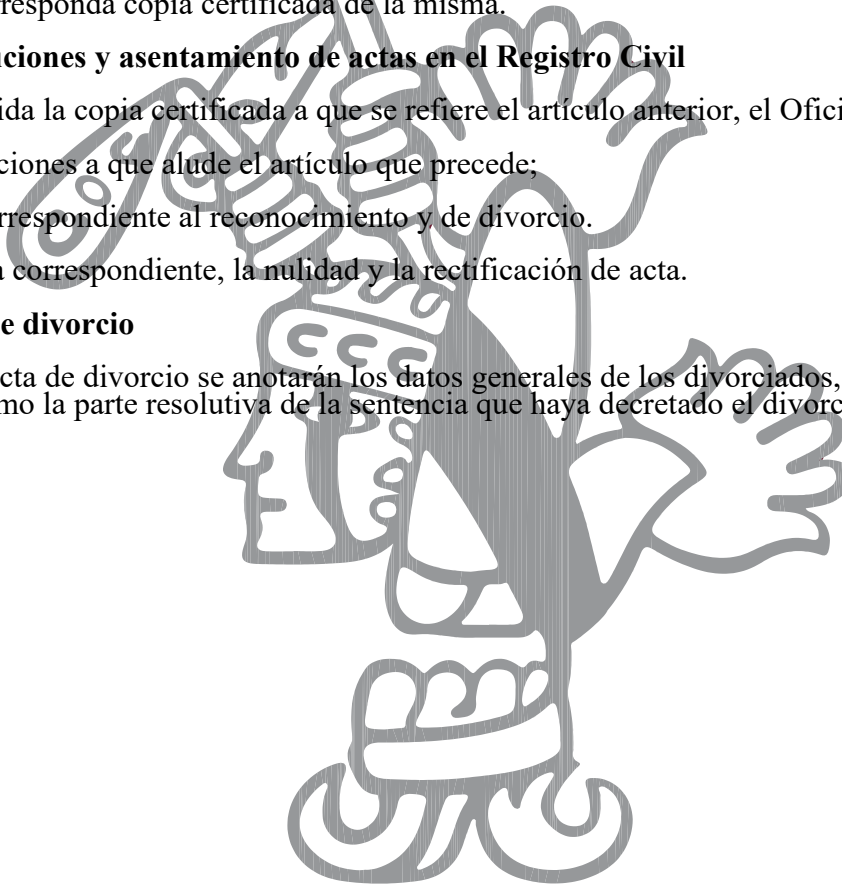 responda copia certificada de la misma.
ciones y asentamiento de actas en el Registro Civil
ida la copia certificada a que se refiere el artículo anterior, el Ofici
ciones a que alude el artículo que precede;
rrespondiente al reconocimiento y de divorcio.
a correspondiente, la nulidad y la rectificación de acta.
e divorcio
cta de divorcio se anotarán los datos generales de los divorciados,
mo la parte resolutiva de la sentencia que haya decretado el divorc